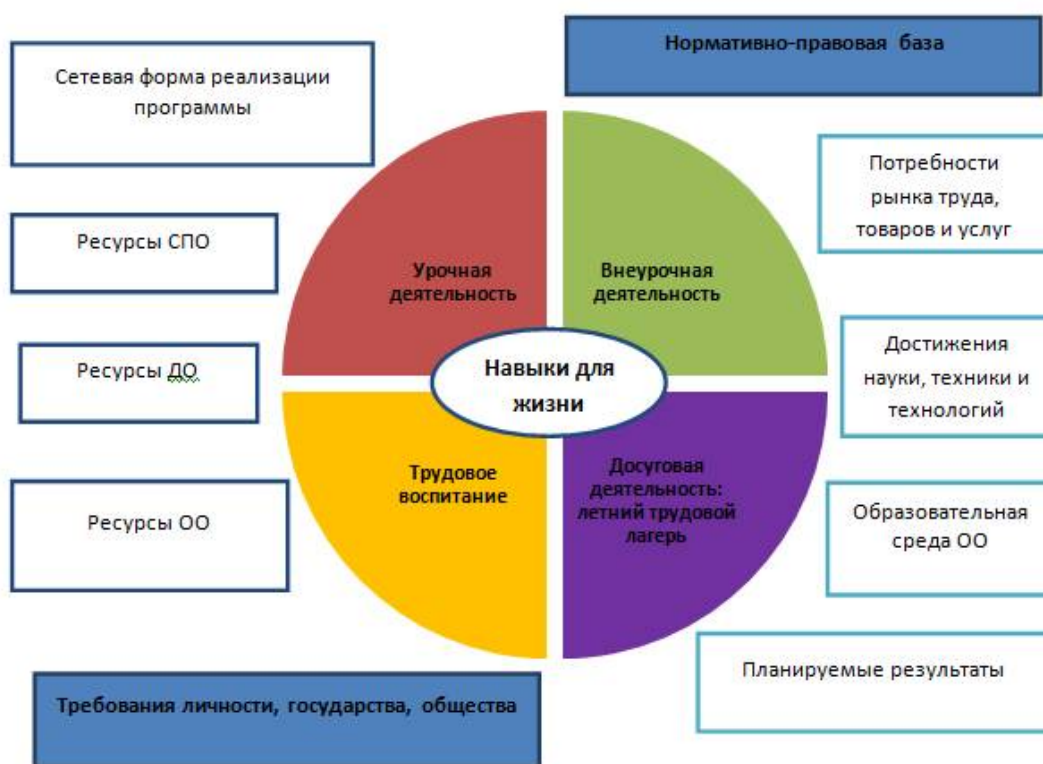 Нормативно-правовая база
Сетевая форма реализации
программы
Потребности
рынка труда,
товаров и услуг
Ресурсы СПО
Урочная
деятельность
Внеурочная
деятельность
Достижения
науки, техники и
технологий
Ресурсы ДО
Навыки для
жизни
Трудовое
воспитание
Досуговая
деятельность:
летний трудовой
лагерь
Ресурсы ОО
Образовательная
среда ОО
Планируемые результаты
Требования личности, государства, общества